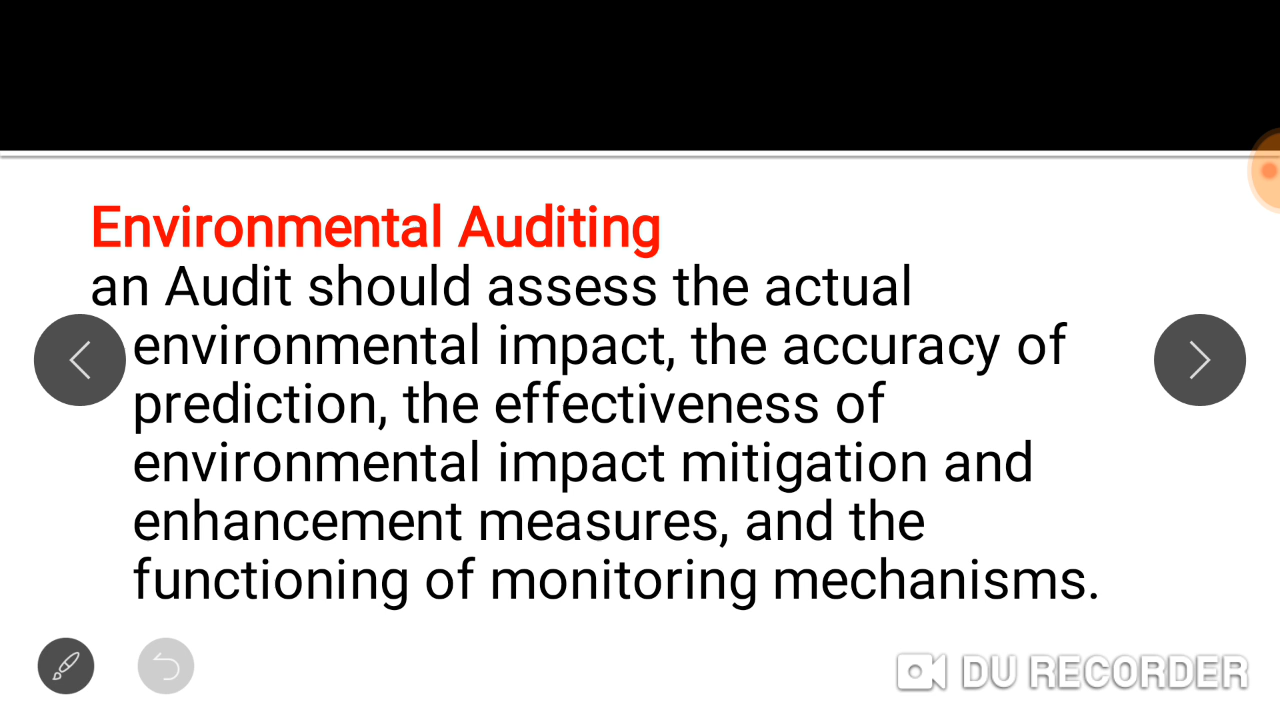 Environmental Auditing
an Audit should assess the actual
environmental impact, the accuracy of
prediction, the effectiveness of
environmental impact mitigation and
enhancement measures, and the
functioning of monitoring mechanisms.
DU RECORDER